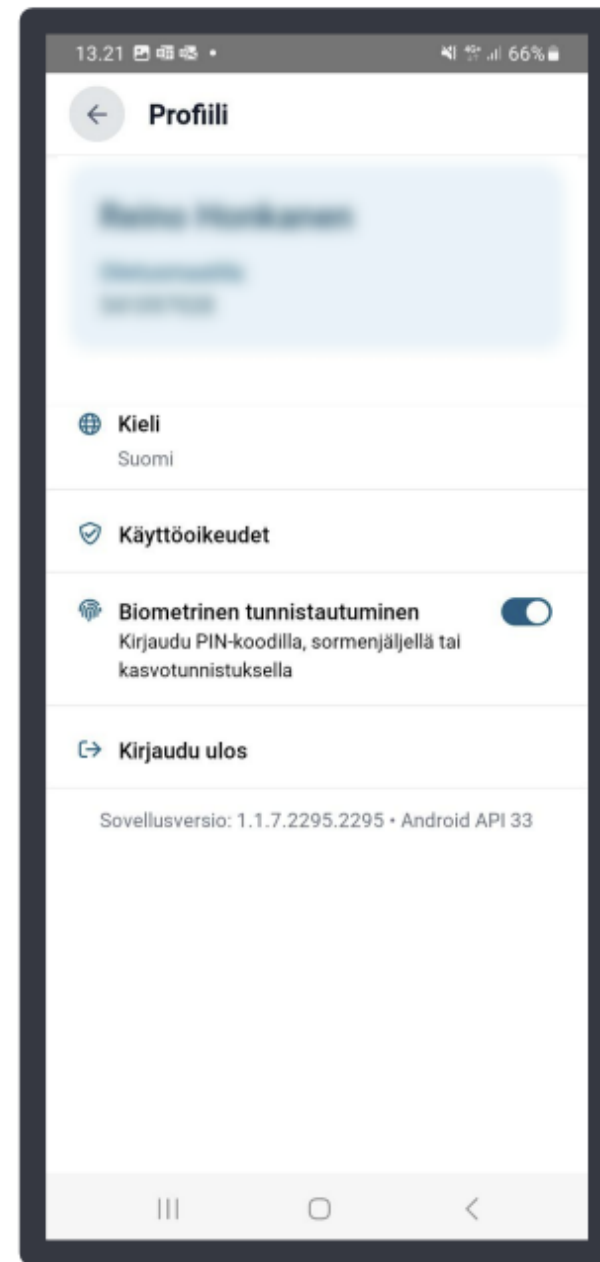 13.21 66%
Profiili
Kieli
Suomi
Käyttöoikeudet
Biometrinen tunnistautuminen
Kirjaudu PIN-koodilla, sormenjäljellä tai
kasvotunnistuksella
Kirjaudu ulos
Sovellusversio: 1.1.7.2295.2295 • Android API 33